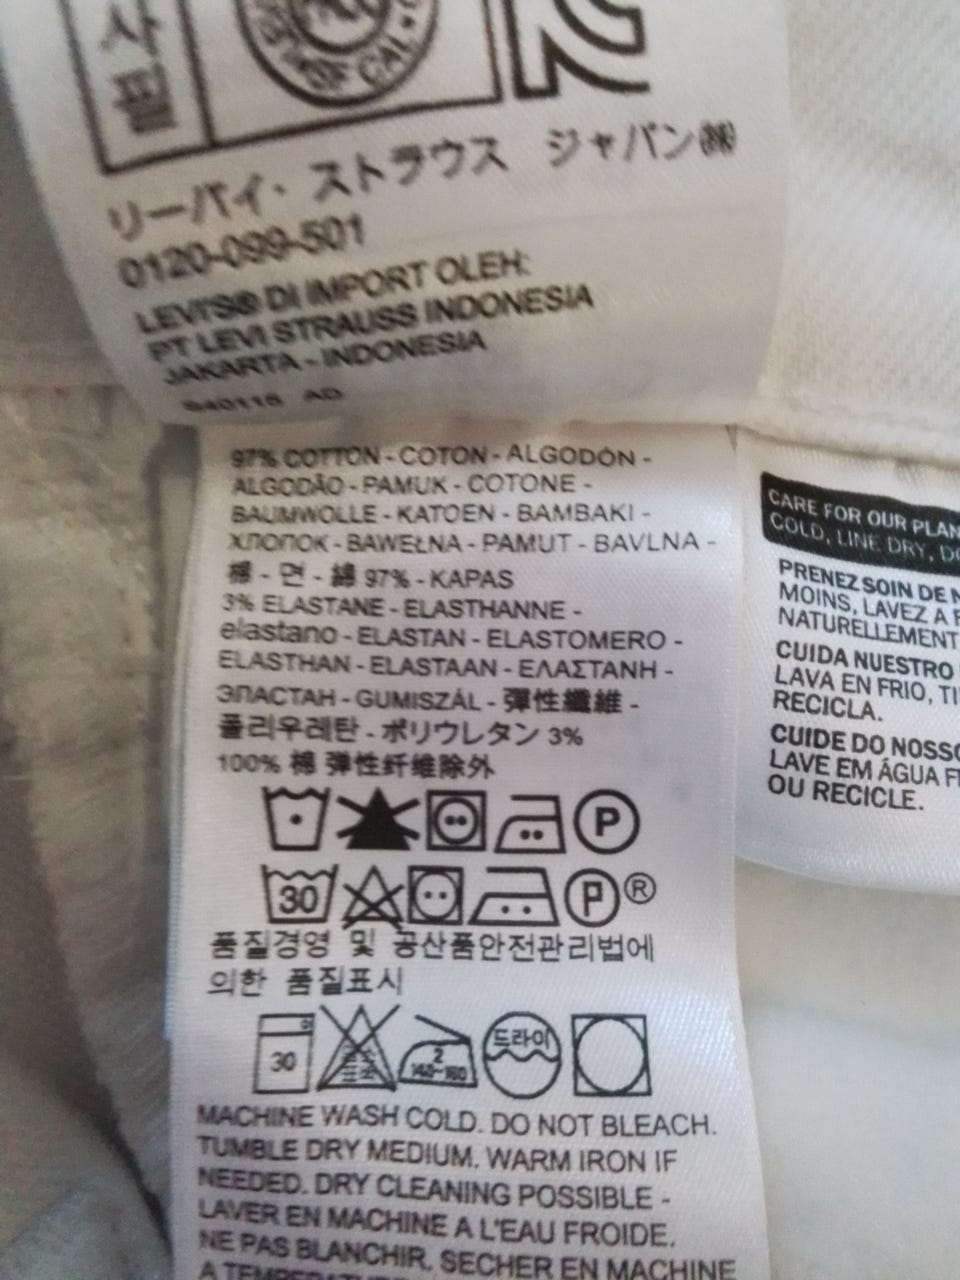 사
필
CAL
リーバイ・ストラウス ジャパン㈱
0120-099-501
LEVI'S® DI IMPORT OLEH:
PT LEVI STRAUSS INDONESIA
JAKARTA - INDONESIA
S40115 AD
97% COTTON - COTON - ALGODÓN -
ALGODÃO - PAMUK - COTONE -
BAUMWOLLE - KATOEN - BAMBAKI -
ХЛОПОК - BAWEŁNA - PAMUT - BAVLNA -
棉 - 면 - 綿 97% - KAPAS
3% ELASTANE - ELASTHANNE -
elastano - ELASTAN - ELASTOMERO -
ELASTHAN - ELASTAAN - ΕΛΑΣΤΑΝΗ -
ЭЛАСТАН - GUMISZÁL - 彈性纖維 -
폴리우레탄 - ポリウレタン 3%
100% 棉 弹性纤维除外
P
30 P ®
품질경영 및 공산품안전관리법에
의한 품질표시
30 2 140~160 드라이
MACHINE WASH COLD. DO NOT BLEACH.
TUMBLE DRY MEDIUM. WARM IRON IF
NEEDED. DRY CLEANING POSSIBLE -
LAVER EN MACHINE A L'EAU FROIDE.
NE PAS BLANCHIR. SECHER EN MACHINE
CARE FOR OUR PLAN
COLD, LINE DRY, DO
PRENEZ SOIN DE N
MOINS, LAVEZ A F
NATURELLEMENT
CUIDA NUESTRO
LAVA EN FRIO, TI
RECICLA.
CUIDE DO NOSSO
LAVE EM ÁGUA F
OU RECICLE.